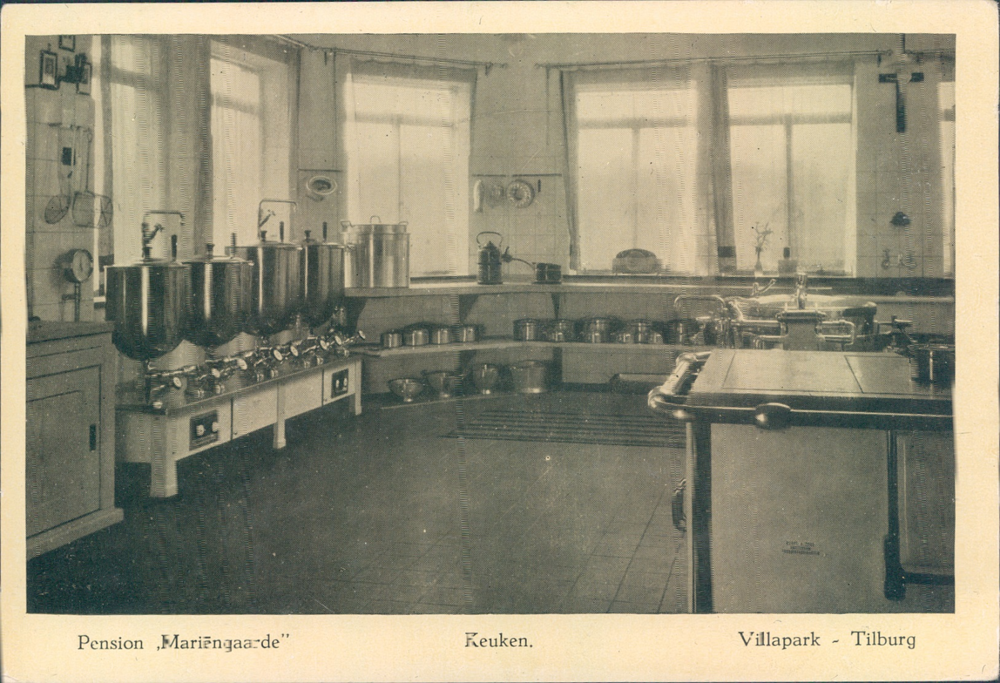 Pension „Mariëngaarde” Keuken. Villapark - Tilburg